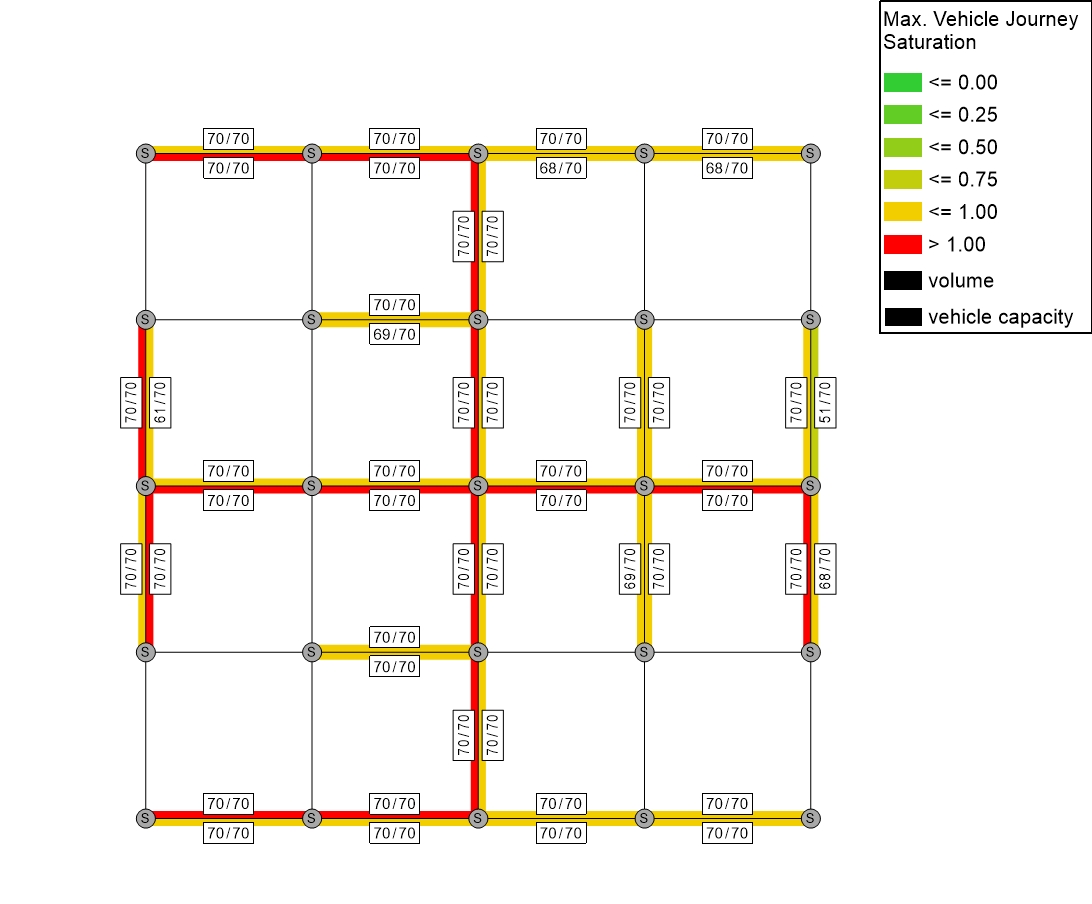 Max. Vehicle Journey
Saturation
<= 0.00
<= 0.25
<= 0.50
<= 0.75
<= 1.00
> 1.00
volume
vehicle capacity
70/70 70/70 70/70 70/70
S S S S S
70/70 70/70 68/70 68/70
70/70 70/70
70/70
S S S S S
69/70
70/70 61/70 70/70 70/70 70/70 70/70 70/70 51/70
70/70 70/70 70/70 70/70
S S S S S
70/70 70/70 70/70 70/70
70/70 70/70 70/70 70/70 69/70 70/70 70/70 68/70
70/70
S S S S S
70/70
70/70 70/70
70/70 70/70 70/70 70/70
S S S S S
70/70 70/70 70/70 70/70